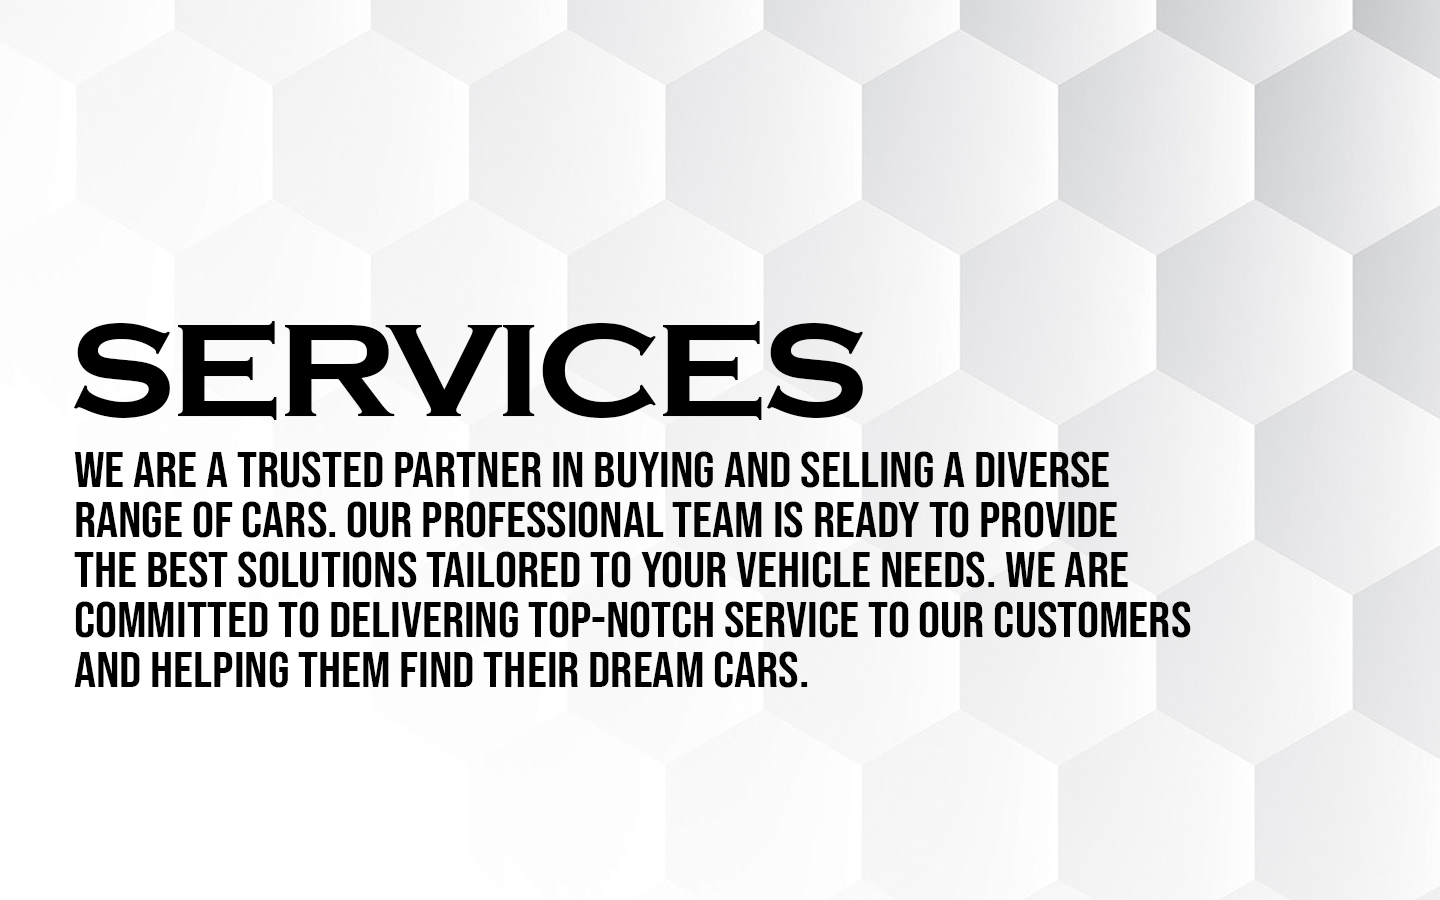 SERVICES
WE ARE A TRUSTED PARTNER IN BUYING AND SELLING A DIVERSE
RANGE OF CARS. OUR PROFESSIONAL TEAM IS READY TO PROVIDE
THE BEST SOLUTIONS TAILORED TO YOUR VEHICLE NEEDS. WE ARE
COMMITTED TO DELIVERING TOP-NOTCH SERVICE TO OUR CUSTOMERS
AND HELPING THEM FIND THEIR DREAM CARS.